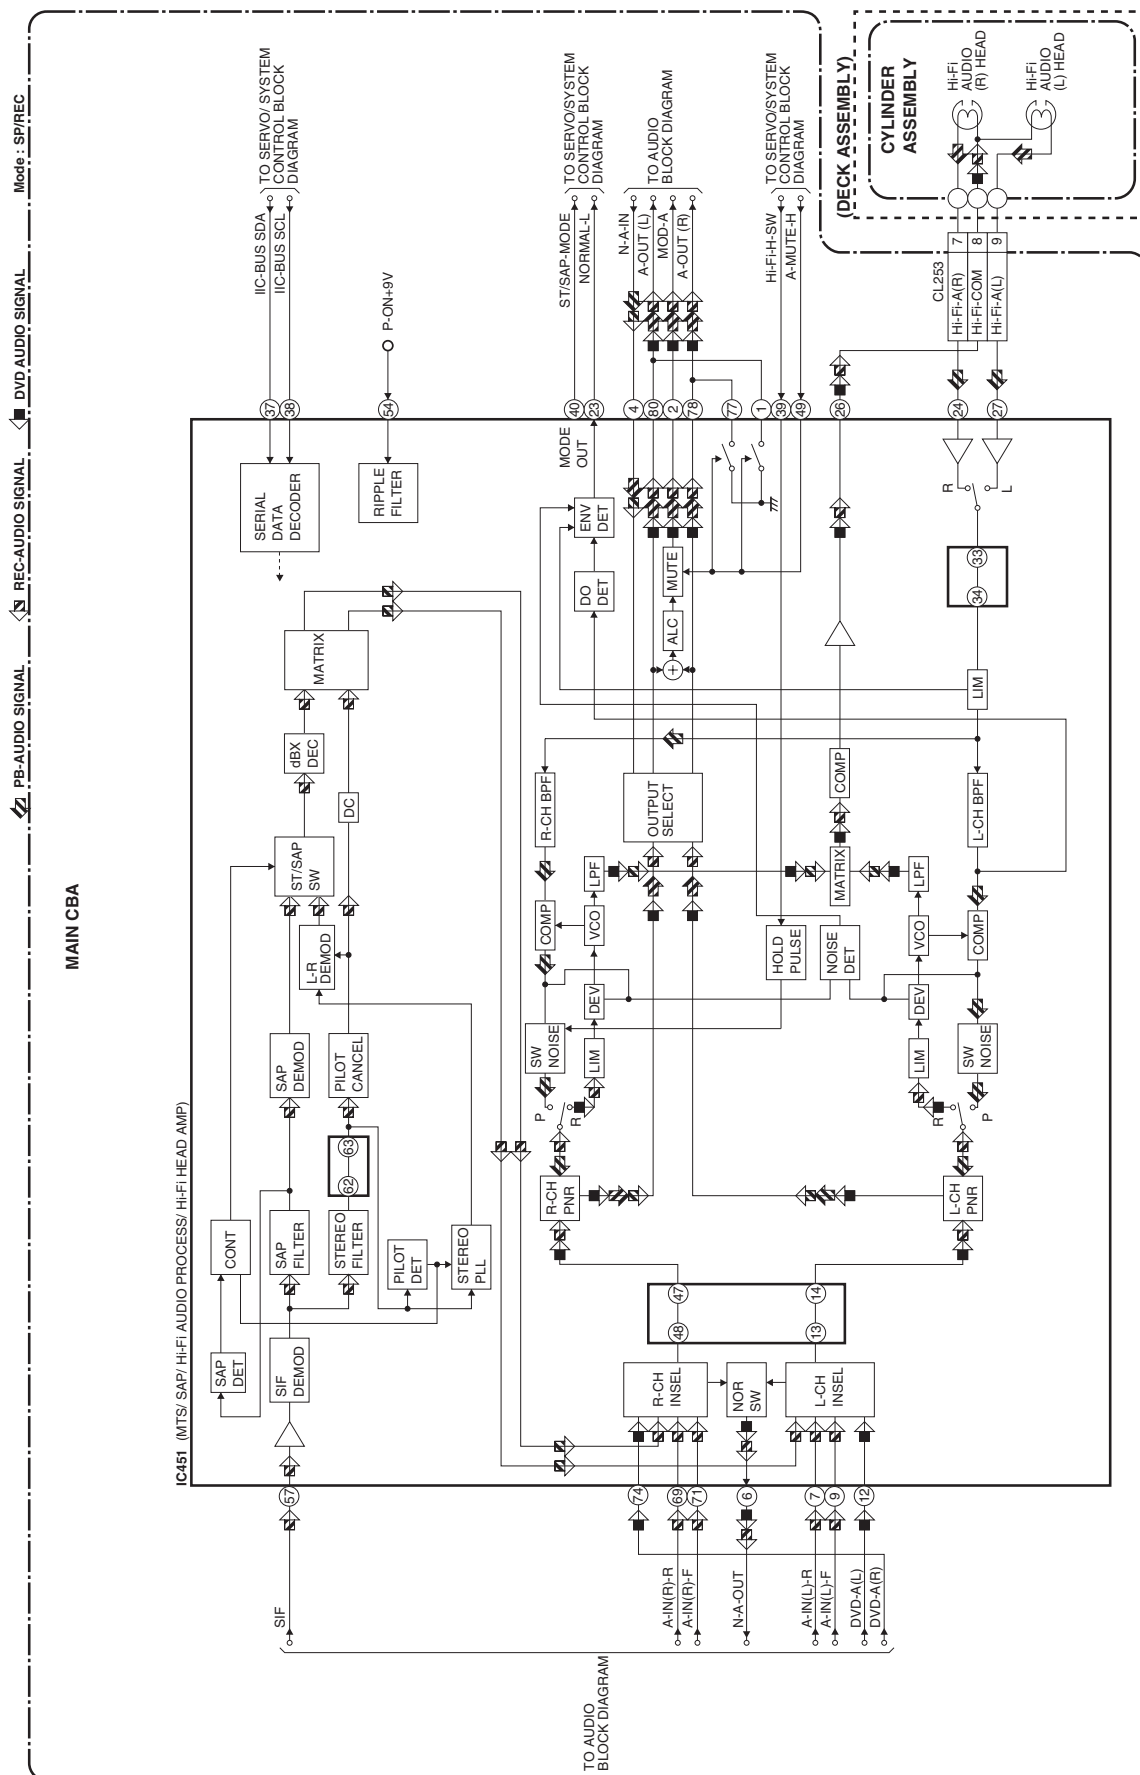 Mode : SP/REC
DVD AUDIO SIGNAL
REC-AUDIO SIGNAL
PB-AUDIO SIGNAL
MAIN CBA
(DECK ASSEMBLY)
CYLINDER
ASSEMBLY
Hi-Fi
AUDIO
(R) HEAD
Hi-Fi
AUDIO
(L) HEAD
CL253
Hi-Fi-A(R) 7
Hi-Fi-COM 8
Hi-Fi-A(L) 9
TO SERVO/ SYSTEM
CONTROL BLOCK
DIAGRAM
IIC-BUS SDA
IIC-BUS SCL
P-ON+9V
TO SERVO/SYSTEM
CONTROL BLOCK
DIAGRAM
ST/SAP-MODE
NORMAL-L
TO AUDIO
BLOCK DIAGRAM
N-A-IN
A-OUT (L)
MOD-A
A-OUT (R)
TO SERVO/SYSTEM
CONTROL BLOCK
DIAGRAM
Hi-Fi-H-SW
A-MUTE-H
37
38
54
40
23
4
80
2
78
77
1
39
49
26
24
27
IC451 (MTS/ SAP/ Hi-Fi AUDIO PROCESS/ Hi-Fi HEAD AMP)
SERIAL
DATA
DECODER
RIPPLE
FILTER
MODE
OUT
ENV
DET
DO
DET
MUTE
ALC
+
R
L
33
34
LIM
MATRIX
dBX
DEC
DC
ST/SAP
SW
L-R
DEMOD
SAP
DEMOD
PILOT
CANCEL
63
62
SAP
FILTER
STEREO
FILTER
CONT
SAP
DET
SIF
DEMOD
PILOT
DET
STEREO
PLL
OUTPUT
SELECT
R-CH BPF
COMP
LPF
VCO
DEV
LIM
SW
NOISE
P
R
R-CH
PNR
HOLD
PULSE
NOISE
DET
MATRIX
COMP
L-CH BPF
LPF
VCO
COMP
DEV
LIM
SW
NOISE
R
P
L-CH
PNR
47
48
14
13
R-CH
INSEL
NOR
SW
L-CH
INSEL
57
74
69
71
6
7
9
12
SIF
A-IN(R)-R
A-IN(R)-F
N-A-OUT
A-IN(L)-R
A-IN(L)-F
DVD-A(L)
DVD-A(R)
TO AUDIO
BLOCK DIAGRAM